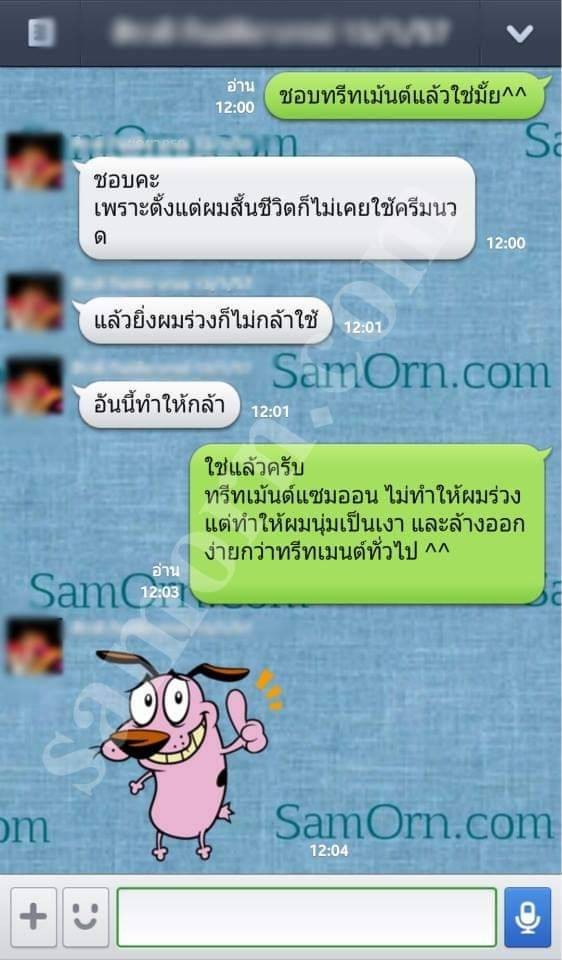 13/1/57
อ่าน
12:00
ชอบทรีทเม้นต์แล้วใช่มั้ย^^
SamOrn.com
ชอบคะ
เพราะตั้งแต่ผมสั้นชีวิตก็ไม่เคยใช้ครีมนว
ด
12:00
แล้วยิ่งผมร่วงก็ไม่กล้าใช้
12:01
SamOrn.com
อันนี้ทำให้กล้า
12:01
ใช่แล้วครับ
ทรีทเม้นต์แซมออน ไม่ทำให้ผมร่วง
แต่ทำให้ผมนุ่มเป็นเงา และล้างออก
ง่ายกว่าทรีทเมนต์ทั่วไป ^^
อ่าน
12:03
SamOrn.com
samorn.com
SamOrn.com
12:04